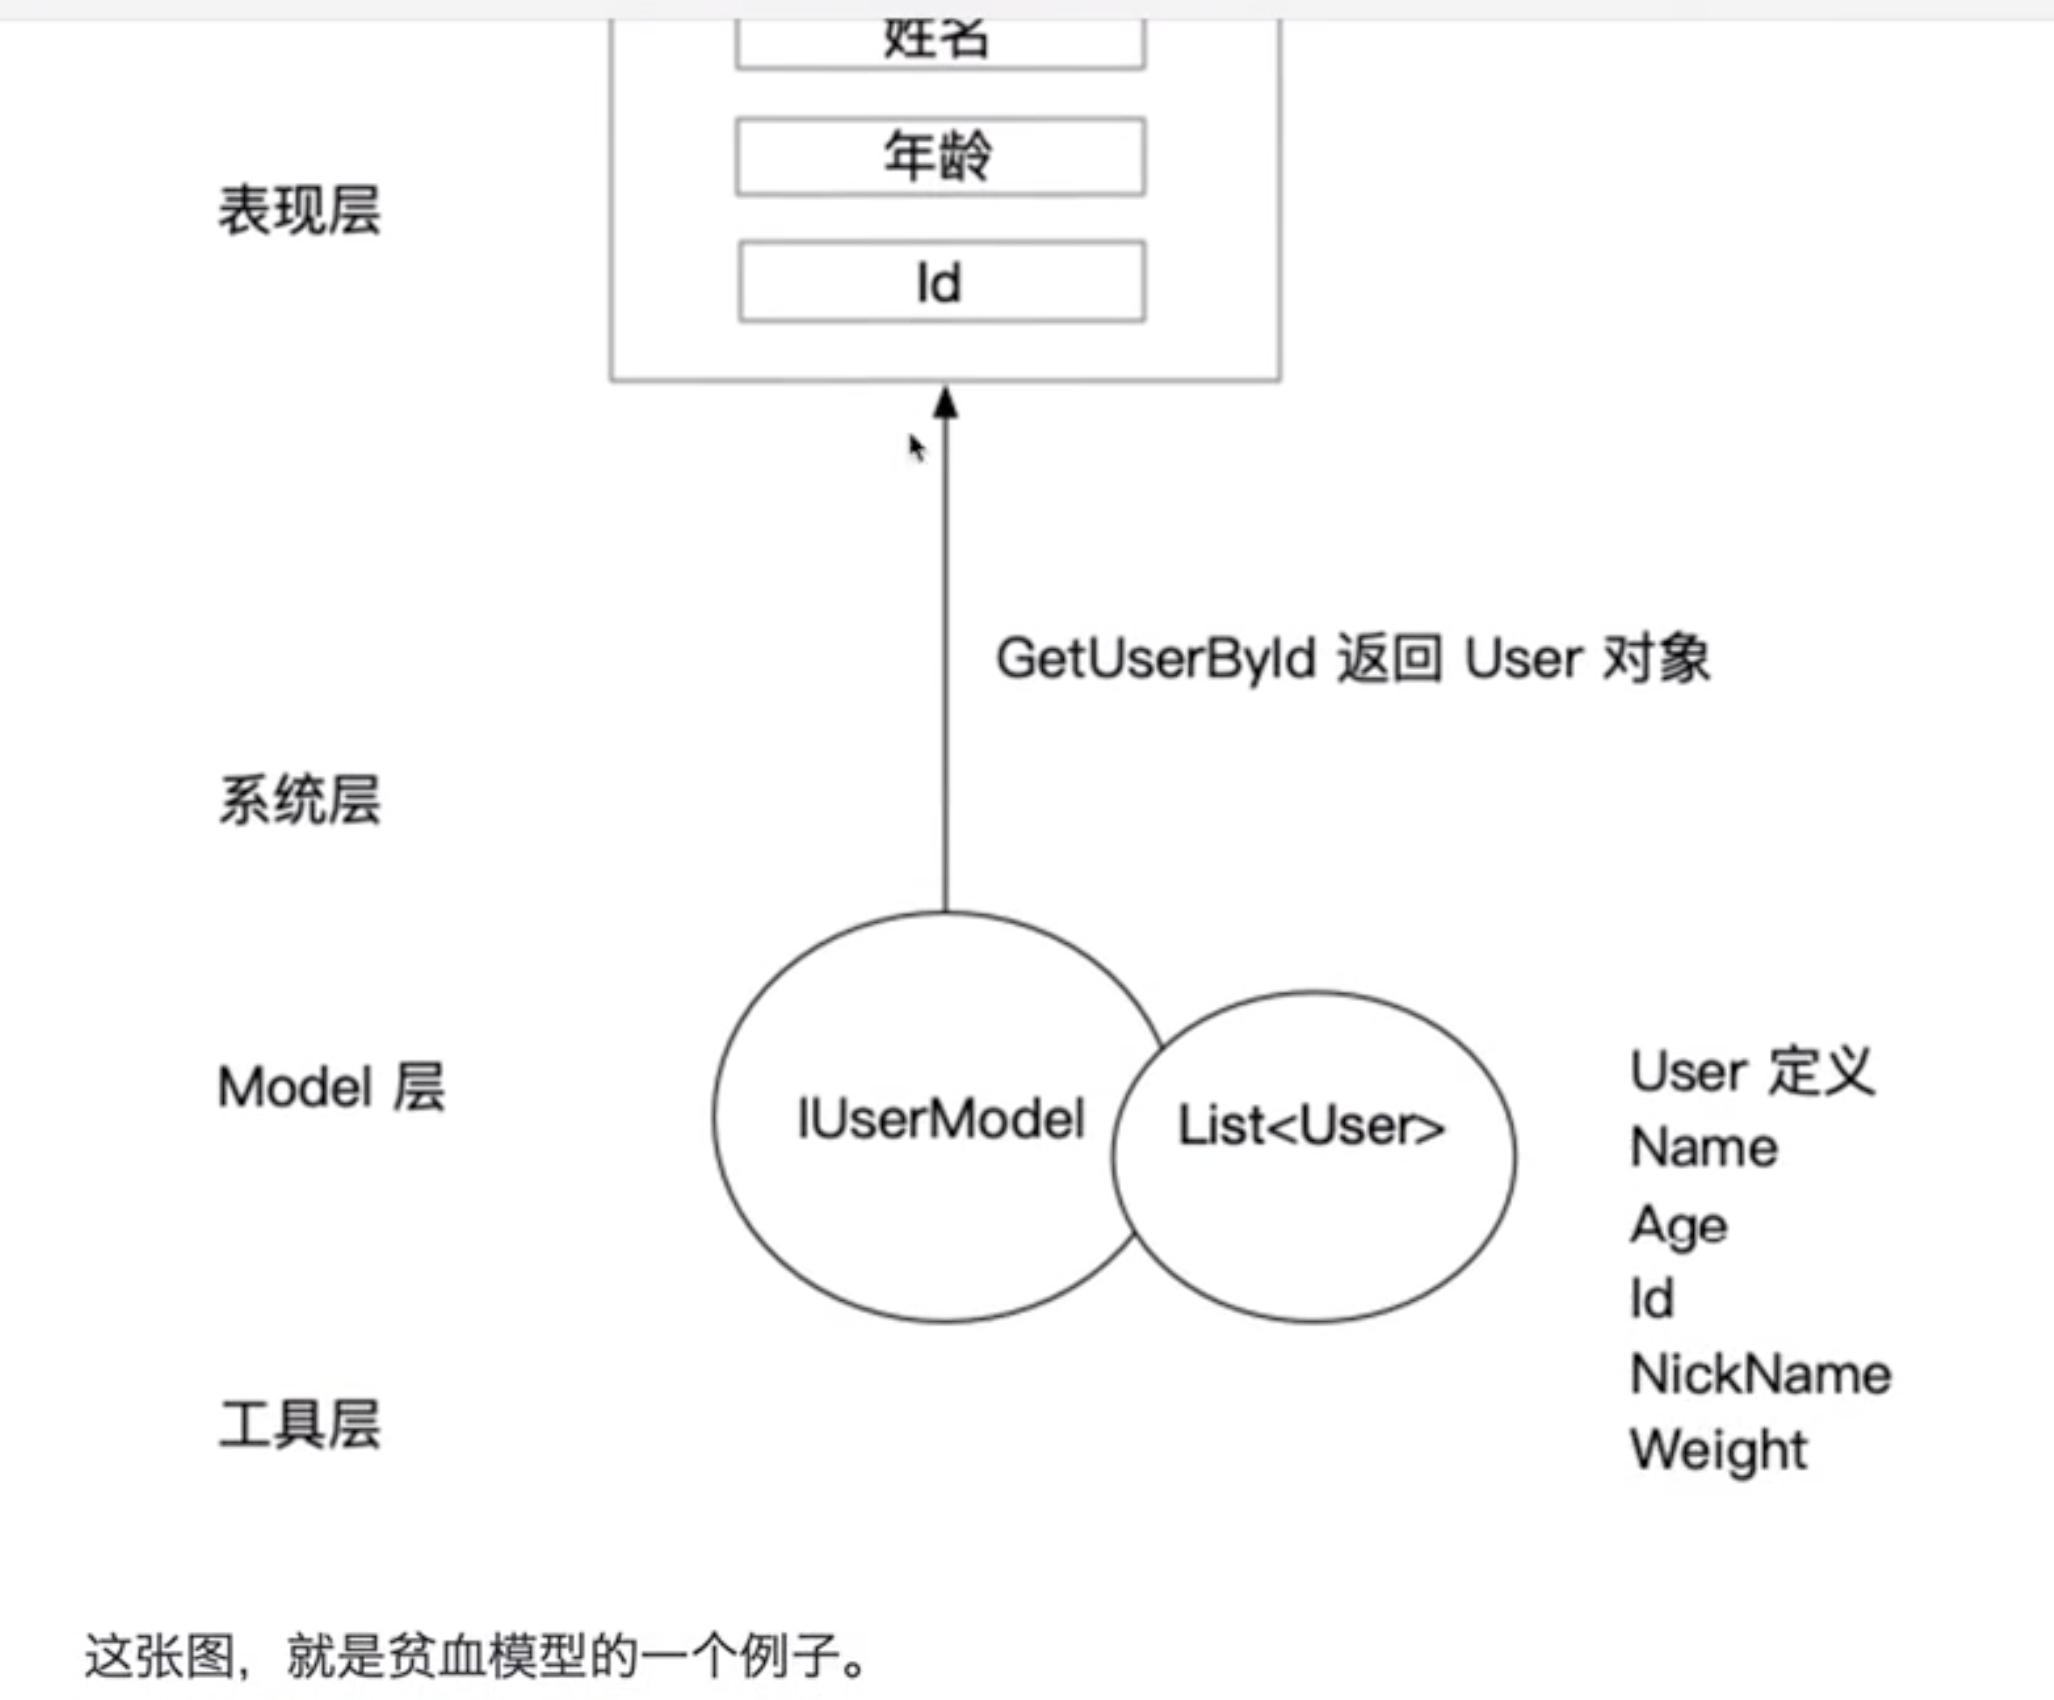 姓名
年龄
表现层
Id
GetUserById 返回 User 对象
系统层
Model 层
IUserModel
List<User>
User 定义
Name
Age
Id
NickName
Weight
工具层
这张图，就是贫血模型的一个例子。